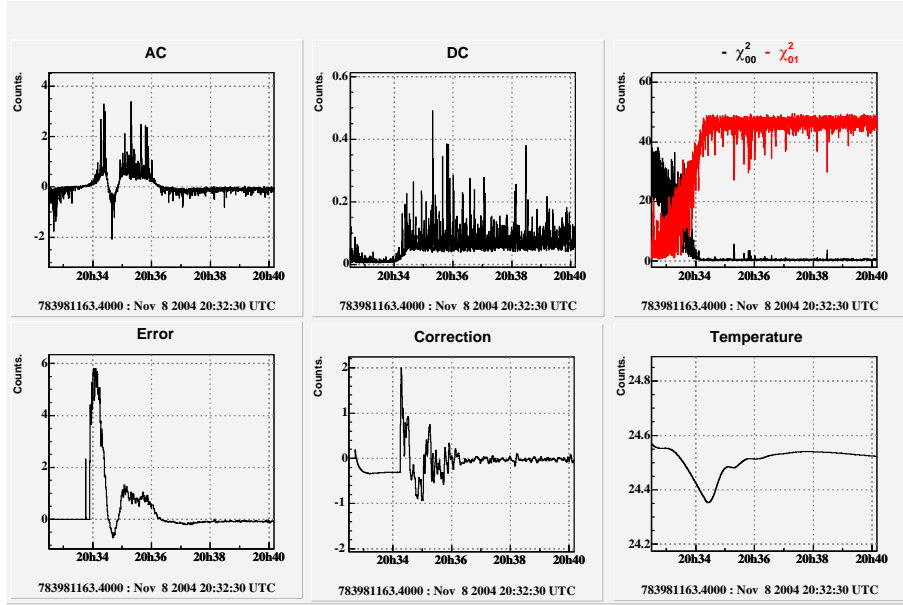 AC
Counts.
4
2
0
-2
20h34 20h36 20h38 20h40
783981163.4000 : Nov 8 2004 20:32:30 UTC
DC
Counts.
0.6
0.4
0.2
0
20h34 20h36 20h38 20h40
783981163.4000 : Nov 8 2004 20:32:30 UTC
- χ²₀₀ - χ²₀₁
Counts.
60
40
20
0
20h34 20h36 20h38 20h40
783981163.4000 : Nov 8 2004 20:32:30 UTC
Error
Counts.
6
4
2
0
20h34 20h36 20h38 20h40
783981163.4000 : Nov 8 2004 20:32:30 UTC
Correction
Counts.
2
1
0
-1
-2
20h34 20h36 20h38 20h40
783981163.4000 : Nov 8 2004 20:32:30 UTC
Temperature
Counts.
24.8
24.6
24.4
24.2
20h34 20h36 20h38 20h40
783981163.4000 : Nov 8 2004 20:32:30 UTC